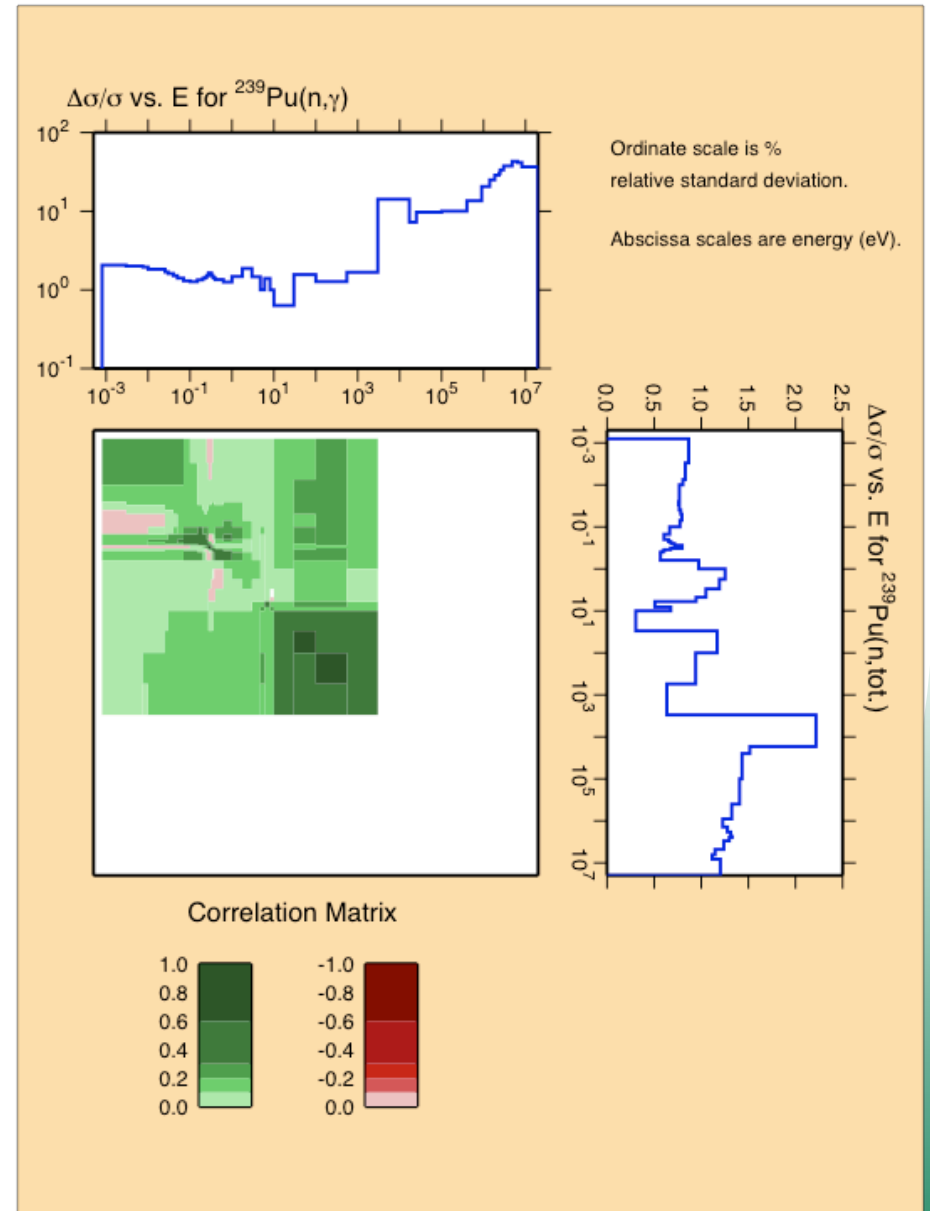 Δσ/σ vs. E for ²³⁹Pu(n,γ)
10²
10¹
10⁰
10⁻¹
10⁻³ 10⁻¹ 10¹ 10³ 10⁵ 10⁷
Ordinate scale is %
relative standard deviation.
Abscissa scales are energy (eV).
0.0 0.5 1.0 1.5 2.0 2.5
Δσ/σ vs. E for ²³⁹Pu(n,tot.)
10⁻³
10⁻¹
10¹
10³
10⁵
10⁷
Correlation Matrix
1.0 -1.0
0.8 -0.8
0.6 -0.6
0.4 -0.4
0.2 -0.2
0.0 0.0